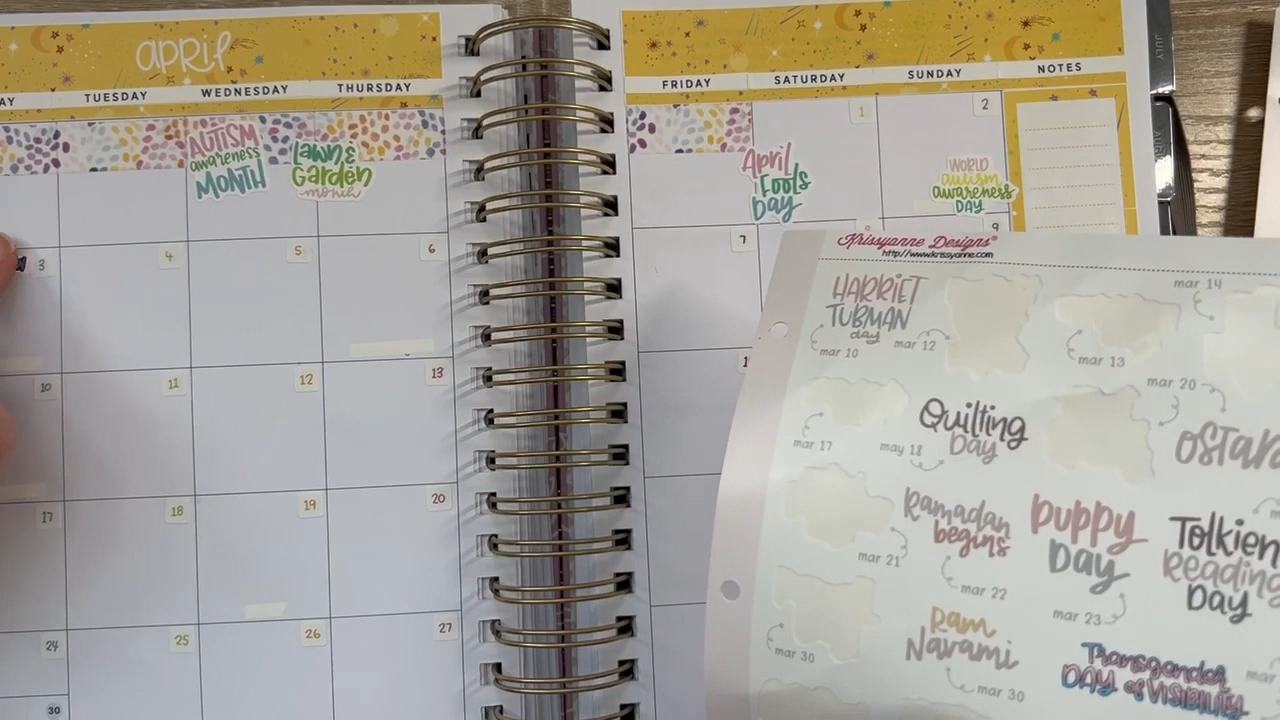 april
TUESDAY
WEDNESDAY
THURSDAY
AUTISM
awareness
MONTH
lawn &
Garden
month
3
4
5
6
10
11
12
13
17
18
19
20
24
25
26
27
30
FRIDAY
SATURDAY
SUNDAY
NOTES
1
2
April
Fools
DAY
WORLD
autism
awareness
DAY
7
9
JULY
Krissyanne Designs
http://www.krissyanne.com
HARRIET
TUBMAN
day
mar 10
mar 12
mar 13
mar 14
mar 17
may 18
Quilting
DAY
mar 20
Ramadan
begins
mar 21
mar 22
puppy
DAY
mar 23
Tolkien
Reading
DAY
mar 30
Ram
Navami
mar 30
Transgender
DAY of VISIBILITY